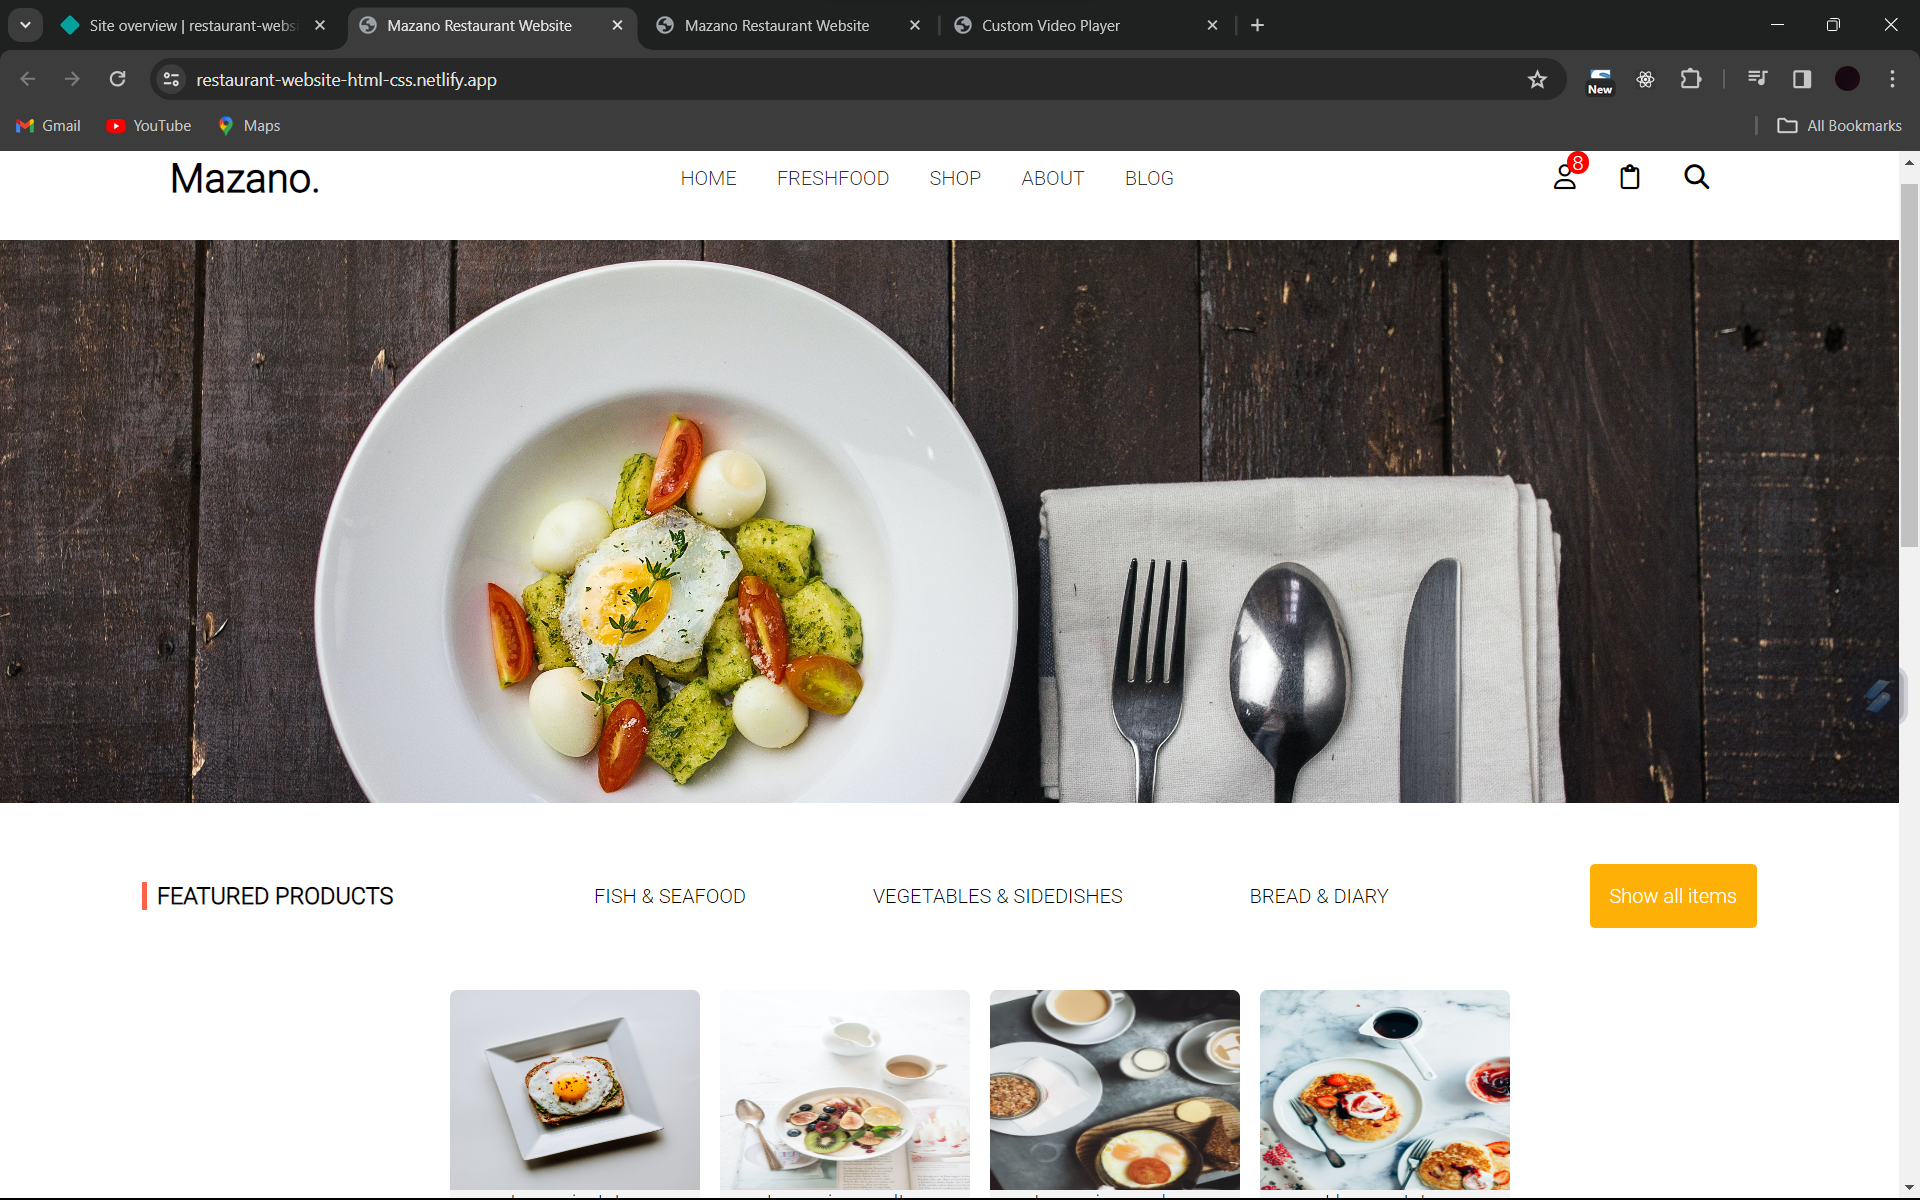 Site overview | restaurant-webs
Mazano Restaurant Website
Mazano Restaurant Website
Custom Video Player
restaurant-website-html-css.netlify.app
New
Gmail
YouTube
Maps
All Bookmarks
Mazano.
HOME
FRESHFOOD
SHOP
ABOUT
BLOG
8
FEATURED PRODUCTS
FISH & SEAFOOD
VEGETABLES & SIDEDISHES
BREAD & DIARY
Show all items